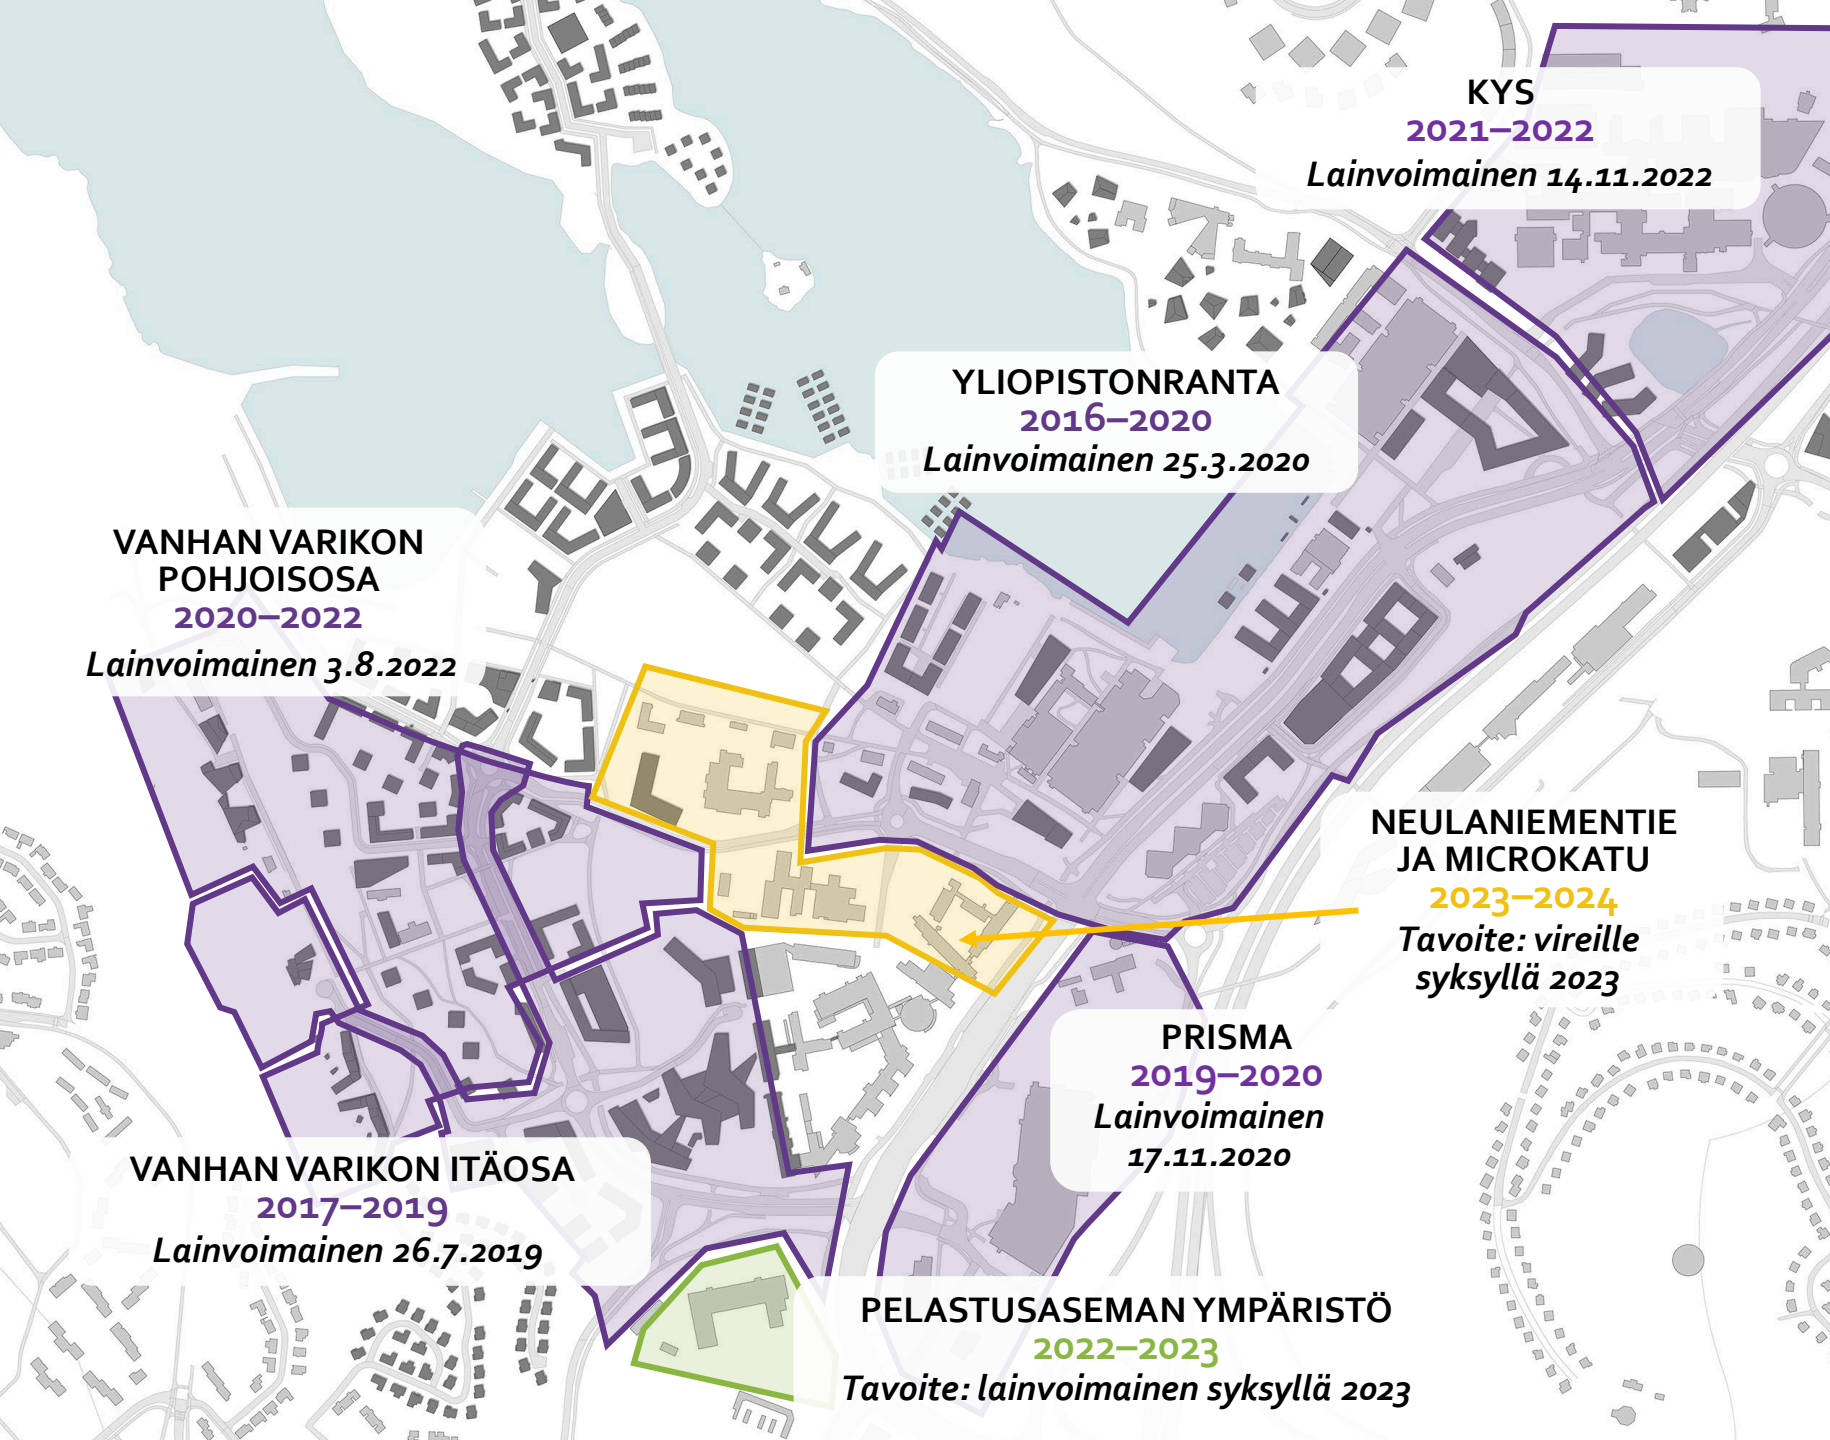 KYS
2021–2022
Lainvoimainen 14.11.2022
YLIOPISTONRANTA
2016–2020
Lainvoimainen 25.3.2020
VANHAN VARIKON
POHJOISOSA
2020–2022
Lainvoimainen 3.8.2022
NEULANIEMENTIE
JA MICROKATU
2023–2024
Tavoite: vireille
syksyllä 2023
PRISMA
2019–2020
Lainvoimainen
17.11.2020
VANHAN VARIKON ITÄOSA
2017–2019
Lainvoimainen 26.7.2019
PELASTUSASEMAN YMPÄRISTÖ
2022–2023
Tavoite: lainvoimainen syksyllä 2023